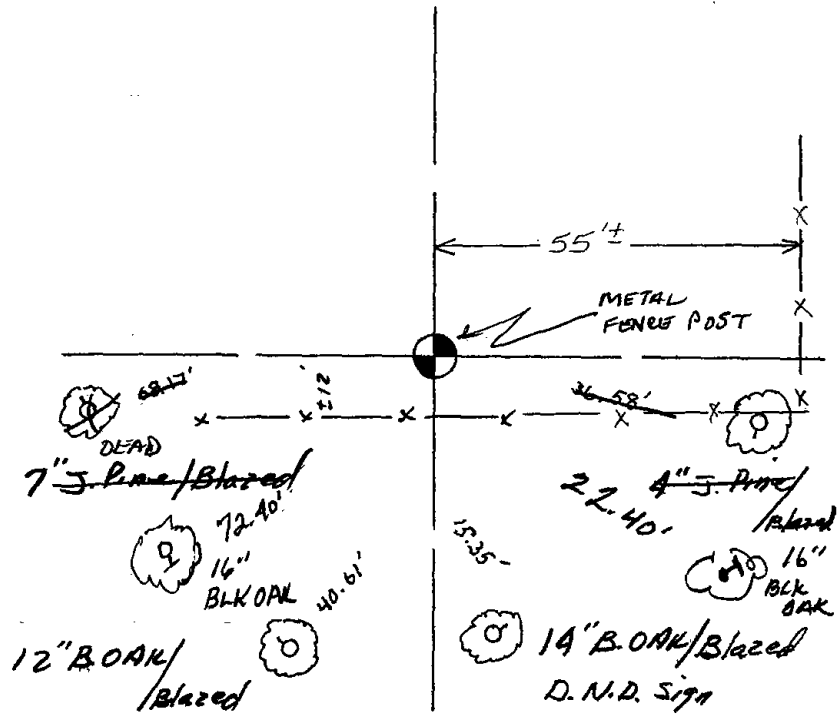 55'±
METAL
FENCE POST
68.17'
±12'
36.58'
DEAD
7" J. Pine/Blazed
4" J. Pine/
Blazed
22.40'
72.40'
16"
BLK OAK
15.35'
16"
BLK
OAK
40.61'
12" B. OAK/
Blazed
14" B. OAK/Blazed
D.N.D. Sign